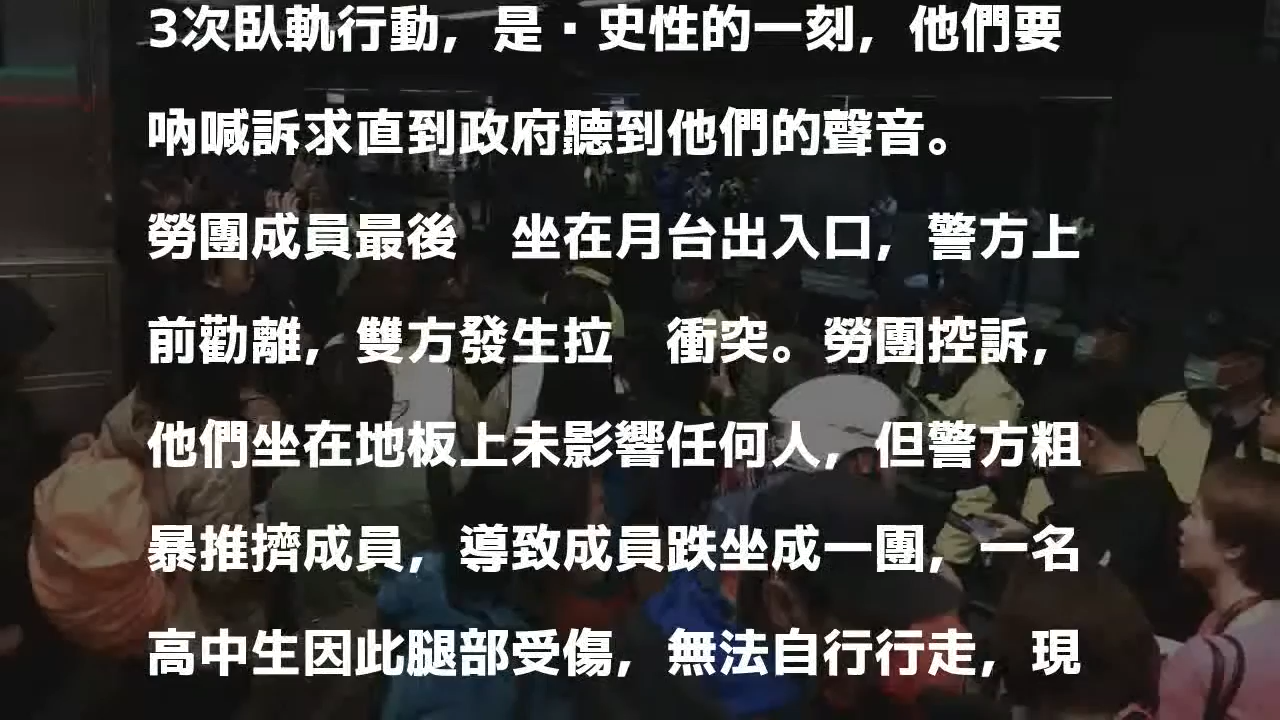 3次臥軌行動，是▪史性的一刻，他們要
吶喊訴求直到政府聽到他們的聲音。
勞團成員最後　坐在月台出入口，警方上
前勸離，雙方發生拉　衝突。勞團控訴，
他們坐在地板上未影響任何人，但警方粗
暴推擠成員，導致成員跌坐成一團，一名
高中生因此腿部受傷，無法自行行走，現